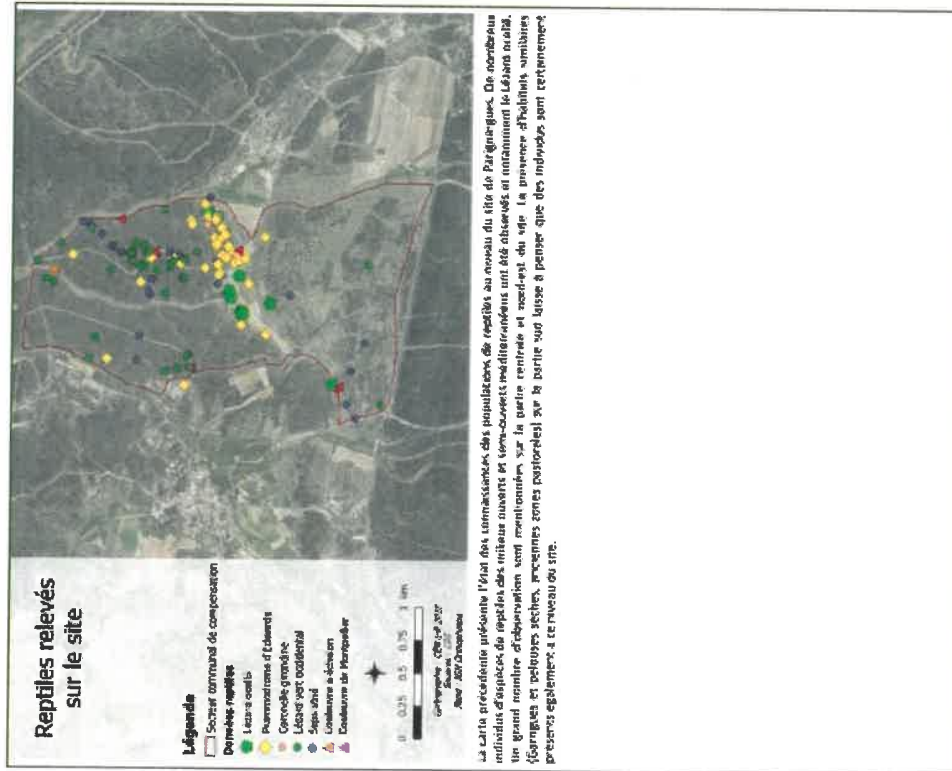 Reptiles relevés
sur le site
Légende
Secteur communal de compensation
Données reptiles
Lézard ocellé
Psammodrome d'Edwards
Coronelle girondine
Lézard vert occidental
Seps strié
Couleuvre à échelons
Couleuvre de Montpellier
0 0.25 0.5 0.75 1 km
Cartographie : CEN L-R
La carte précédente présente l'état des connaissances des populations de reptiles au niveau du site de Parignargues. De nombreux
individus d'espèces de reptiles des milieux ouverts et semi-ouverts méditerranéens ont été observés et notamment le Lézard ocellé.
Un grand nombre d'observation sont mentionnées sur la partie centrale et nord-est du site. La présence d'habitats similaires
(Garrigues et pelouses sèches, anciennes zones pastorales) sur la partie sud laisse à penser que des individus sont certainement
présents également à ce niveau du site.